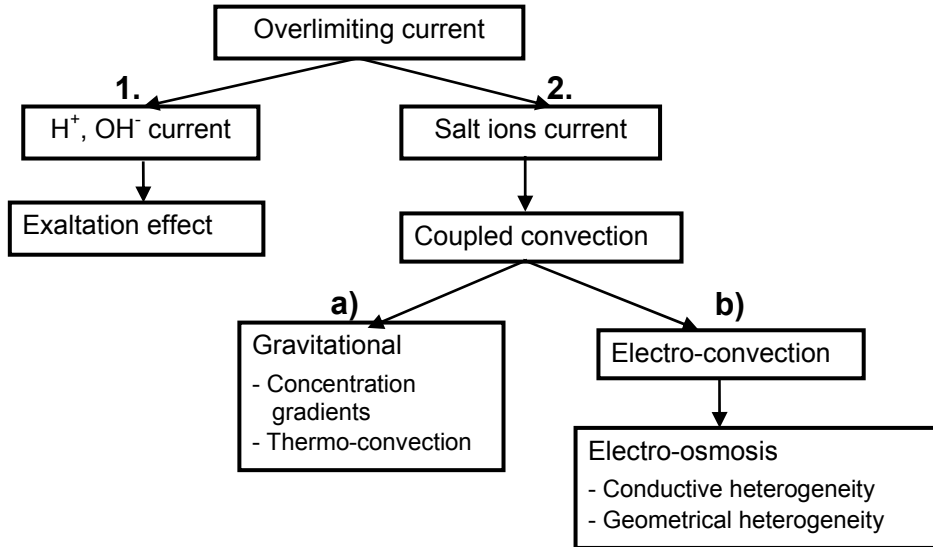 Overlimiting current
1.
2.
H⁺, OH⁻ current
Salt ions current
Exaltation effect
Coupled convection
a)
b)
Gravitational
- Concentration
gradients
- Thermo-convection
Electro-convection
Electro-osmosis
- Conductive heterogeneity
- Geometrical heterogeneity